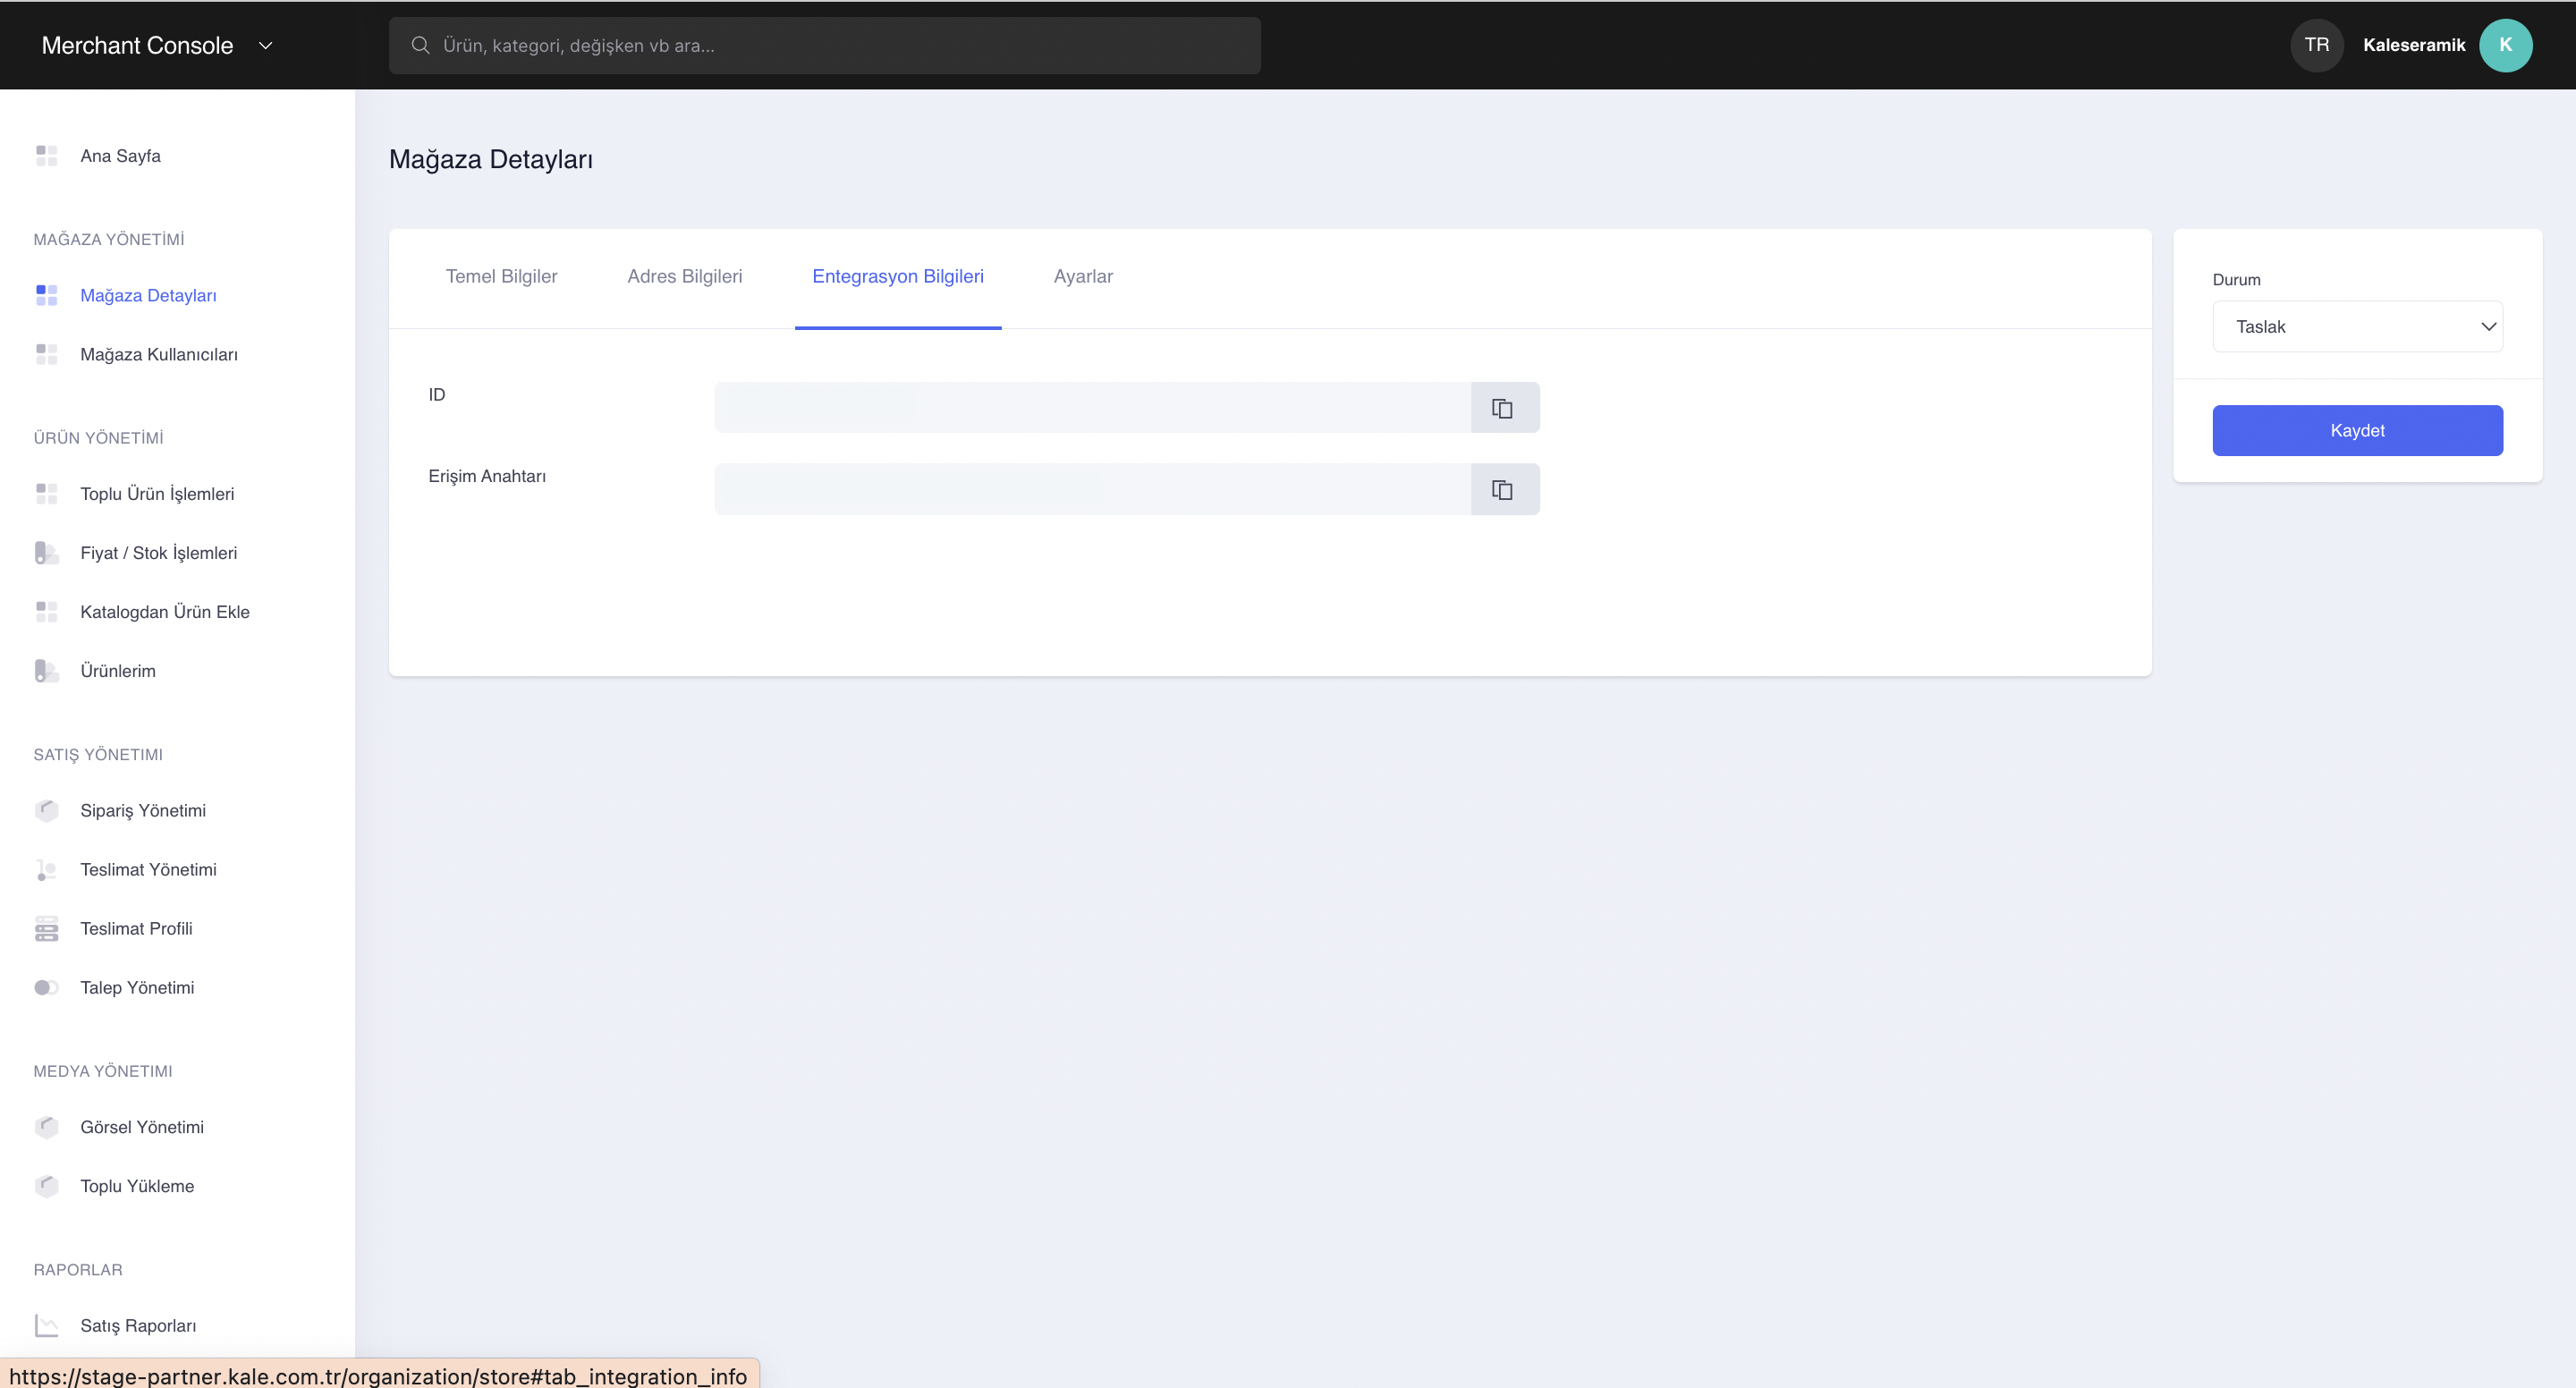 Merchant Console
Ürün, kategori, değişken vb ara...
TR
Kaleseramik
K
Ana Sayfa
MAĞAZA YÖNETİMİ
Mağaza Detayları
Mağaza Kullanıcıları
ÜRÜN YÖNETİMİ
Toplu Ürün İşlemleri
Fiyat / Stok İşlemleri
Katalogdan Ürün Ekle
Ürünlerim
SATIŞ YÖNETIMI
Sipariş Yönetimi
Teslimat Yönetimi
Teslimat Profili
Talep Yönetimi
MEDYA YÖNETIMI
Görsel Yönetimi
Toplu Yükleme
RAPORLAR
Satış Raporları
Mağaza Detayları
Temel Bilgiler
Adres Bilgileri
Entegrasyon Bilgileri
Ayarlar
ID
Erişim Anahtarı
Durum
Taslak
Kaydet
https://stage-partner.kale.com.tr/organization/store#tab_integration_info